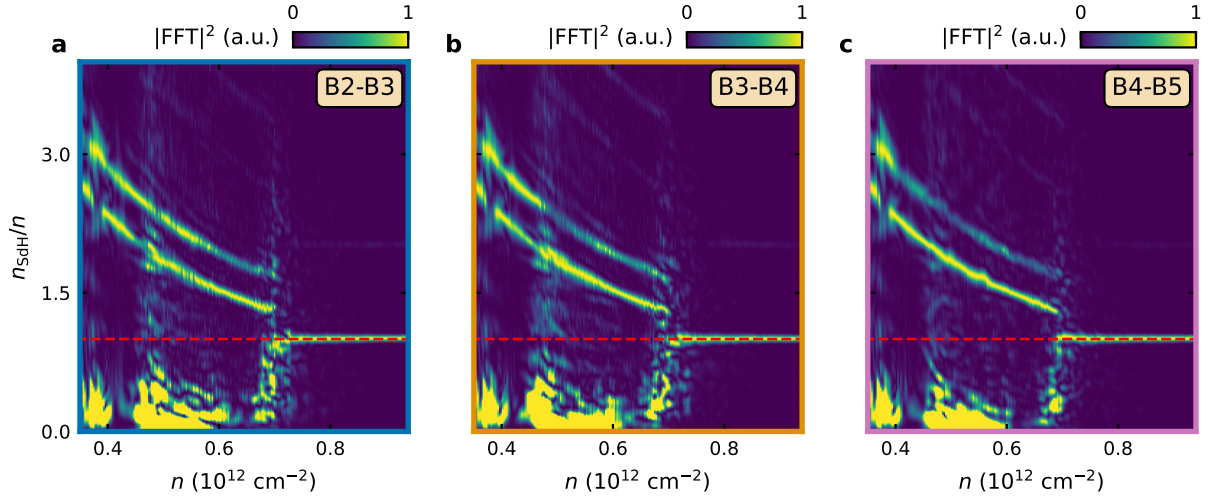 0 1 0 1 0 1
a |FFT|² (a.u.) b |FFT|² (a.u.) c |FFT|² (a.u.)
B2-B3 B3-B4 B4-B5
3.0
1.5
0.0
n_SdH/n
0.4 0.6 0.8 0.4 0.6 0.8 0.4 0.6 0.8
n (10¹² cm⁻²) n (10¹² cm⁻²) n (10¹² cm⁻²)